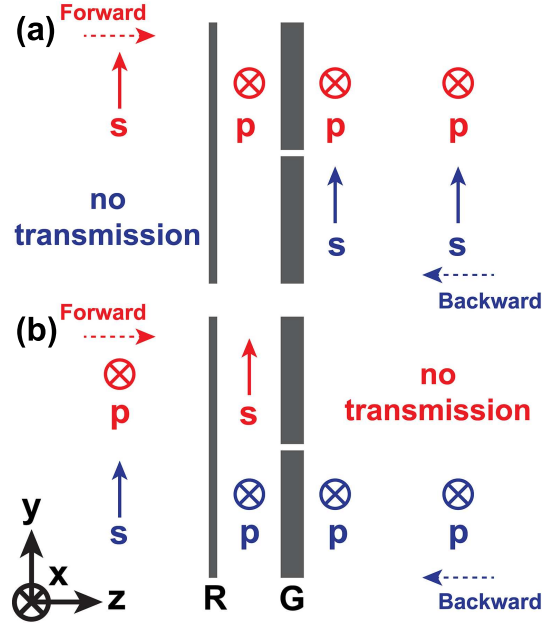 (a)
Forward
s
p
p
p
no
transmission
s
s
Backward
(b)
Forward
p
s
no
transmission
s
p
p
p
y
x
z
R
G
Backward